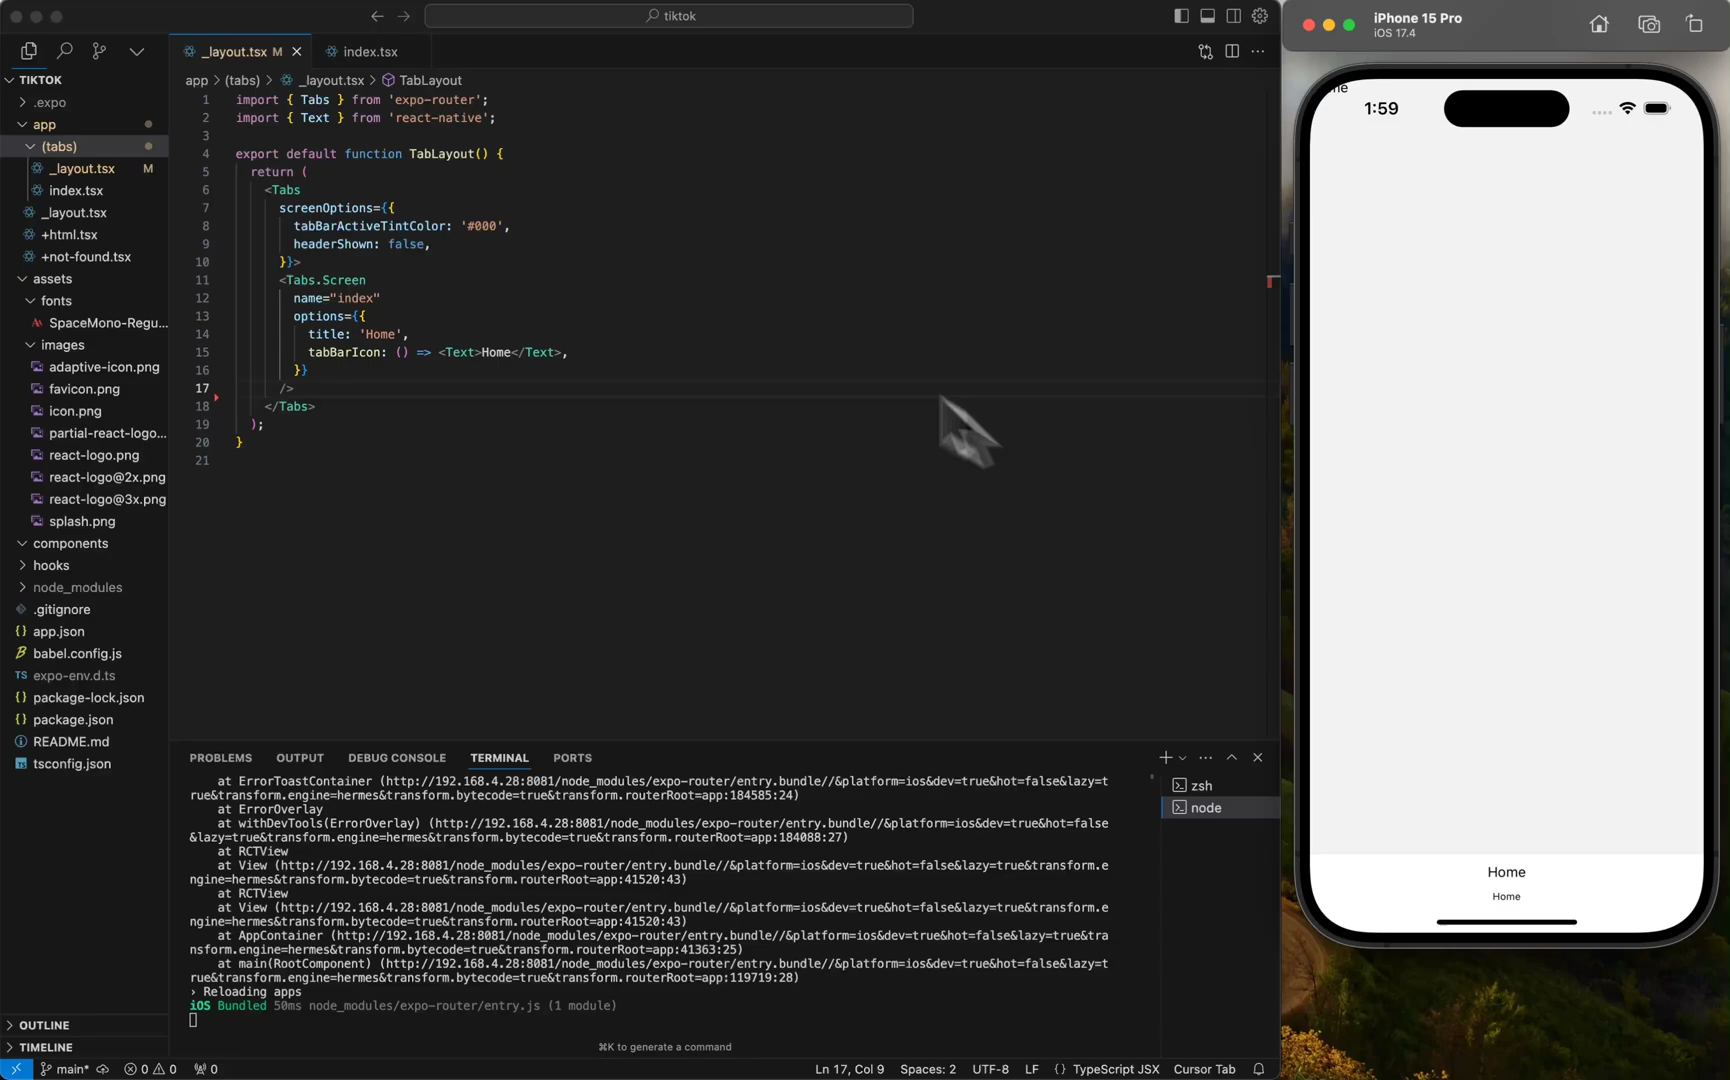 tiktok
iPhone 15 Pro
iOS 17.4
_layout.tsx M
index.tsx
TIKTOK
.expo
app
(tabs)
_layout.tsx M
index.tsx
_layout.tsx
+html.tsx
+not-found.tsx
assets
fonts
SpaceMono-Regu...
images
adaptive-icon.png
favicon.png
icon.png
partial-react-logo...
react-logo.png
react-logo@2x.png
react-logo@3x.png
splash.png
components
hooks
node_modules
.gitignore
{} app.json
babel.config.js
TS expo-env.d.ts
{} package-lock.json
{} package.json
README.md
tsconfig.json
OUTLINE
TIMELINE
app > (tabs) > _layout.tsx > TabLayout
1 import { Tabs } from 'expo-router';
2 import { Text } from 'react-native';
3
4 export default function TabLayout() {
5 return (
6 <Tabs
7 screenOptions={{
8 tabBarActiveTintColor: '#000',
9 headerShown: false,
10 }}>
11 <Tabs.Screen
12 name="index"
13 options={{
14 title: 'Home',
15 tabBarIcon: () => <Text>Home</Text>,
16 }}
17 />
18 </Tabs>
19 );
20 }
21
PROBLEMS OUTPUT DEBUG CONSOLE TERMINAL PORTS
at ErrorToastContainer (http://192.168.4.28:8081/node_modules/expo-router/entry.bundle//&platform=ios&dev=true&hot=false&lazy=t
rue&transform.engine=hermes&transform.bytecode=true&transform.routerRoot=app:184585:24)
at ErrorOverlay
at withDevTools(ErrorOverlay) (http://192.168.4.28:8081/node_modules/expo-router/entry.bundle//&platform=ios&dev=true&hot=false
&lazy=true&transform.engine=hermes&transform.bytecode=true&transform.routerRoot=app:184088:27)
at RCTView
at View (http://192.168.4.28:8081/node_modules/expo-router/entry.bundle//&platform=ios&dev=true&hot=false&lazy=true&transform.e
ngine=hermes&transform.bytecode=true&transform.routerRoot=app:41520:43)
at RCTView
at View (http://192.168.4.28:8081/node_modules/expo-router/entry.bundle//&platform=ios&dev=true&hot=false&lazy=true&transform.e
ngine=hermes&transform.bytecode=true&transform.routerRoot=app:41520:43)
at AppContainer (http://192.168.4.28:8081/node_modules/expo-router/entry.bundle//&platform=ios&dev=true&hot=false&lazy=true&tra
nsform.engine=hermes&transform.bytecode=true&transform.routerRoot=app:41363:25)
at main(RootComponent) (http://192.168.4.28:8081/node_modules/expo-router/entry.bundle//&platform=ios&dev=true&hot=false&lazy=t
rue&transform.engine=hermes&transform.bytecode=true&transform.routerRoot=app:119719:28)
› Reloading apps
iOS Bundled 50ms node_modules/expo-router/entry.js (1 module)
⌘K to generate a command
zsh
node
main* 0 0 0
Ln 17, Col 9 Spaces: 2 UTF-8 LF {} TypeScript JSX Cursor Tab
1:59
Home
Home